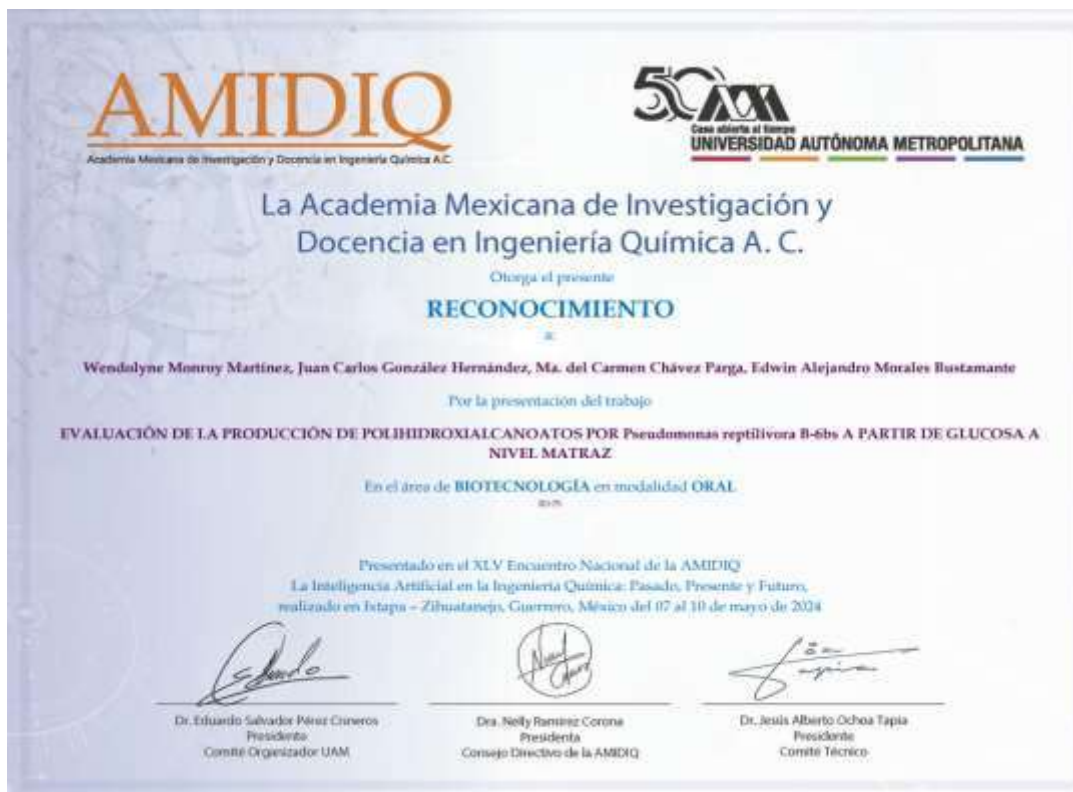 AMIDIQ
Academia Mexicana de Investigación y Docencia en Ingeniería Química A.C.
50
Casa abierta al tiempo
UNIVERSIDAD AUTÓNOMA METROPOLITANA
La Academia Mexicana de Investigación y
Docencia en Ingeniería Química A. C.
Otorga el presente
RECONOCIMIENTO
a:
Wendolyne Monroy Martínez, Juan Carlos González Hernández, Ma. del Carmen Chávez Parga, Edwin Alejandro Morales Bustamante
Por la presentación del trabajo
EVALUACIÓN DE LA PRODUCCIÓN DE POLIHIDROXIALCANOATOS POR Pseudomonas reptilivora B-6bs A PARTIR DE GLUCOSA A
NIVEL MATRAZ
En el área de BIOTECNOLOGÍA en modalidad ORAL
Presentado en el XLV Encuentro Nacional de la AMIDIQ
La Inteligencia Artificial en la Ingeniería Química: Pasado, Presente y Futuro,
realizado en Ixtapa – Zihuatanejo, Guerrero, México del 07 al 10 de mayo de 2024
Dr. Eduardo Salvador Pérez Cisneros
Presidente
Comité Organizador UAM
Dra. Nelly Ramírez Corona
Presidenta
Consejo Directivo de la AMIDIQ
Dr. Jesús Alberto Ochoa Tapia
Presidente
Comité Técnico